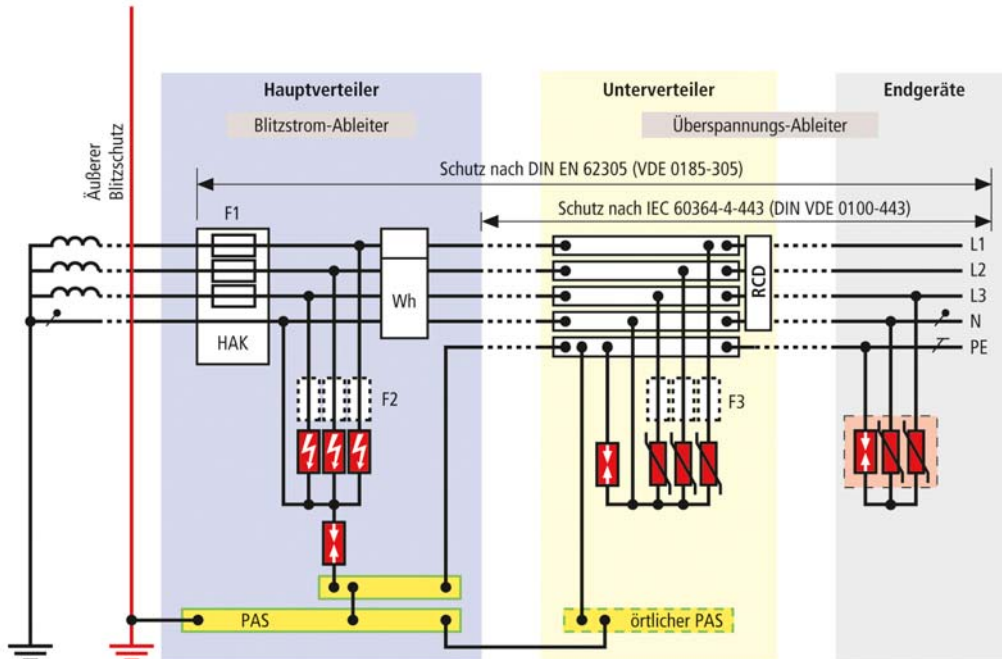 Hauptverteiler
Unterverteiler
Endgeräte
Blitzstrom-Ableiter
Überspannungs-Ableiter
Äußerer
Blitzschutz
Schutz nach DIN EN 62305 (VDE 0185-305)
Schutz nach IEC 60364-4-443 (DIN VDE 0100-443)
F1
L1
L2
L3
N
PE
Wh
RCD
HAK
F2
F3
PAS
örtlicher PAS